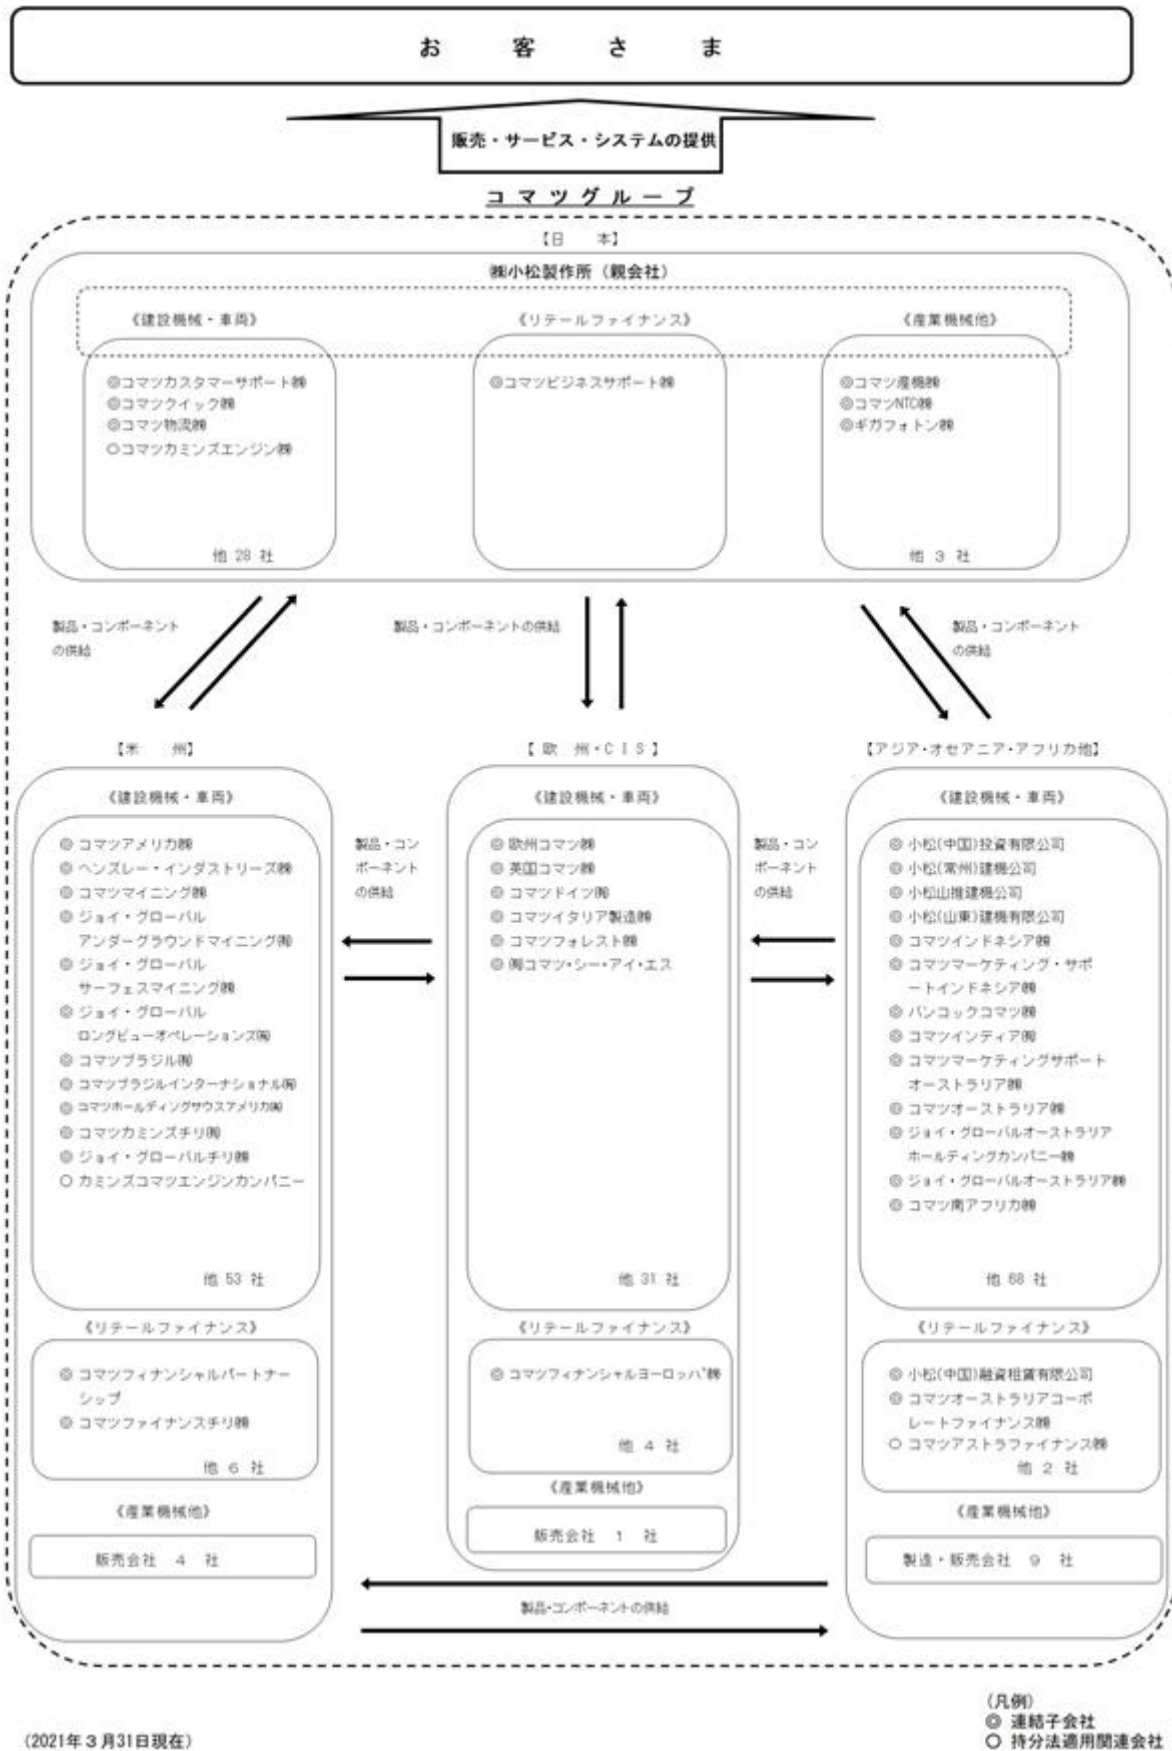 お客さま
販売・サービス・システムの提供
コマツグループ
【日　本】
㈱小松製作所（親会社）
《建設機械・車両》
◎コマツカスタマーサポート㈱
◎コマツクイック㈱
◎コマツ物流㈱
○コマツカミンズエンジン㈱
他 28 社
《リテールファイナンス》
◎コマツビジネスサポート㈱
《産業機械他》
◎コマツ産機㈱
◎コマツNTC㈱
◎ギガフォトン㈱
他 3 社
製品・コンポーネント
の供給
製品・コンポーネントの供給
製品・コンポーネント
の供給
【米　州】
《建設機械・車両》
◎ コマツアメリカ㈱
◎ ヘンズレー・インダストリーズ㈱
◎ コマツマイニング㈱
◎ ジョイ・グローバル
アンダーグラウンドマイニング㈲
◎ ジョイ・グローバル
サーフェスマイニング㈱
◎ ジョイ・グローバル
ロングビューオペレーションズ㈲
◎ コマツブラジル㈲
◎ コマツブラジルインターナショナル㈲
◎ コマツホールディングサウスアメリカ㈲
◎ コマツカミンズチリ㈲
◎ ジョイ・グローバルチリ㈱
○ カミンズコマツエンジンカンパニー
他 53 社
《リテールファイナンス》
◎ コマツフィナンシャルパートナー
シップ
◎ コマツファイナンスチリ㈱
他 6 社
《産業機械他》
販売会社 4 社
製品・コン
ポーネント
の供給
【欧　州・CIS】
《建設機械・車両》
◎ 欧州コマツ㈱
◎ 英国コマツ㈱
◎ コマツドイツ㈲
◎ コマツイタリア製造㈱
◎ コマツフォレスト㈱
◎ ㈲コマツ・シー・アイ・エス
他 31 社
《リテールファイナンス》
◎ コマツフィナンシャルヨーロッパ㈱
他 4 社
《産業機械他》
販売会社 1 社
製品・コン
ポーネント
の供給
【アジア・オセアニア・アフリカ他】
《建設機械・車両》
◎ 小松(中国)投資有限公司
◎ 小松(常州)建機公司
◎ 小松山推建機公司
◎ 小松(山東)建機有限公司
◎ コマツインドネシア㈱
◎ コマツマーケティング・サポ
ートインドネシア㈱
◎ バンコックコマツ㈱
◎ コマツインディア㈲
◎ コマツマーケティングサポート
オーストラリア㈱
◎ コマツオーストラリア㈱
◎ ジョイ・グローバルオーストラリア
ホールディングカンパニー㈱
◎ ジョイ・グローバルオーストラリア㈱
◎ コマツ南アフリカ㈱
他 68 社
《リテールファイナンス》
◎ 小松(中国)融資租賃有限公司
◎ コマツオーストラリアコーポ
レートファイナンス㈱
○ コマツアストラファイナンス㈱
他 2 社
《産業機械他》
製造・販売会社 9 社
製品・コンポーネントの供給
(2021年３月31日現在)
(凡例)
◎ 連結子会社
○ 持分法適用関連会社